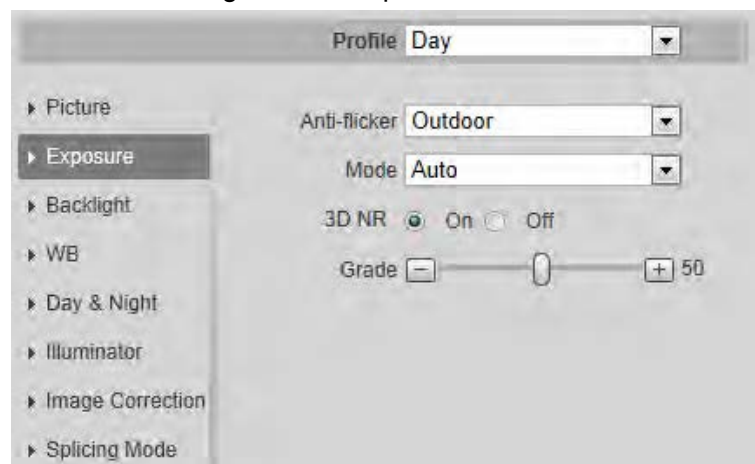 Profile Day
Picture
Anti-flicker Outdoor
Exposure
Mode Auto
Backlight
3D NR On Off
WB
Grade 50
Day & Night
Illuminator
Image Correction
Splicing Mode